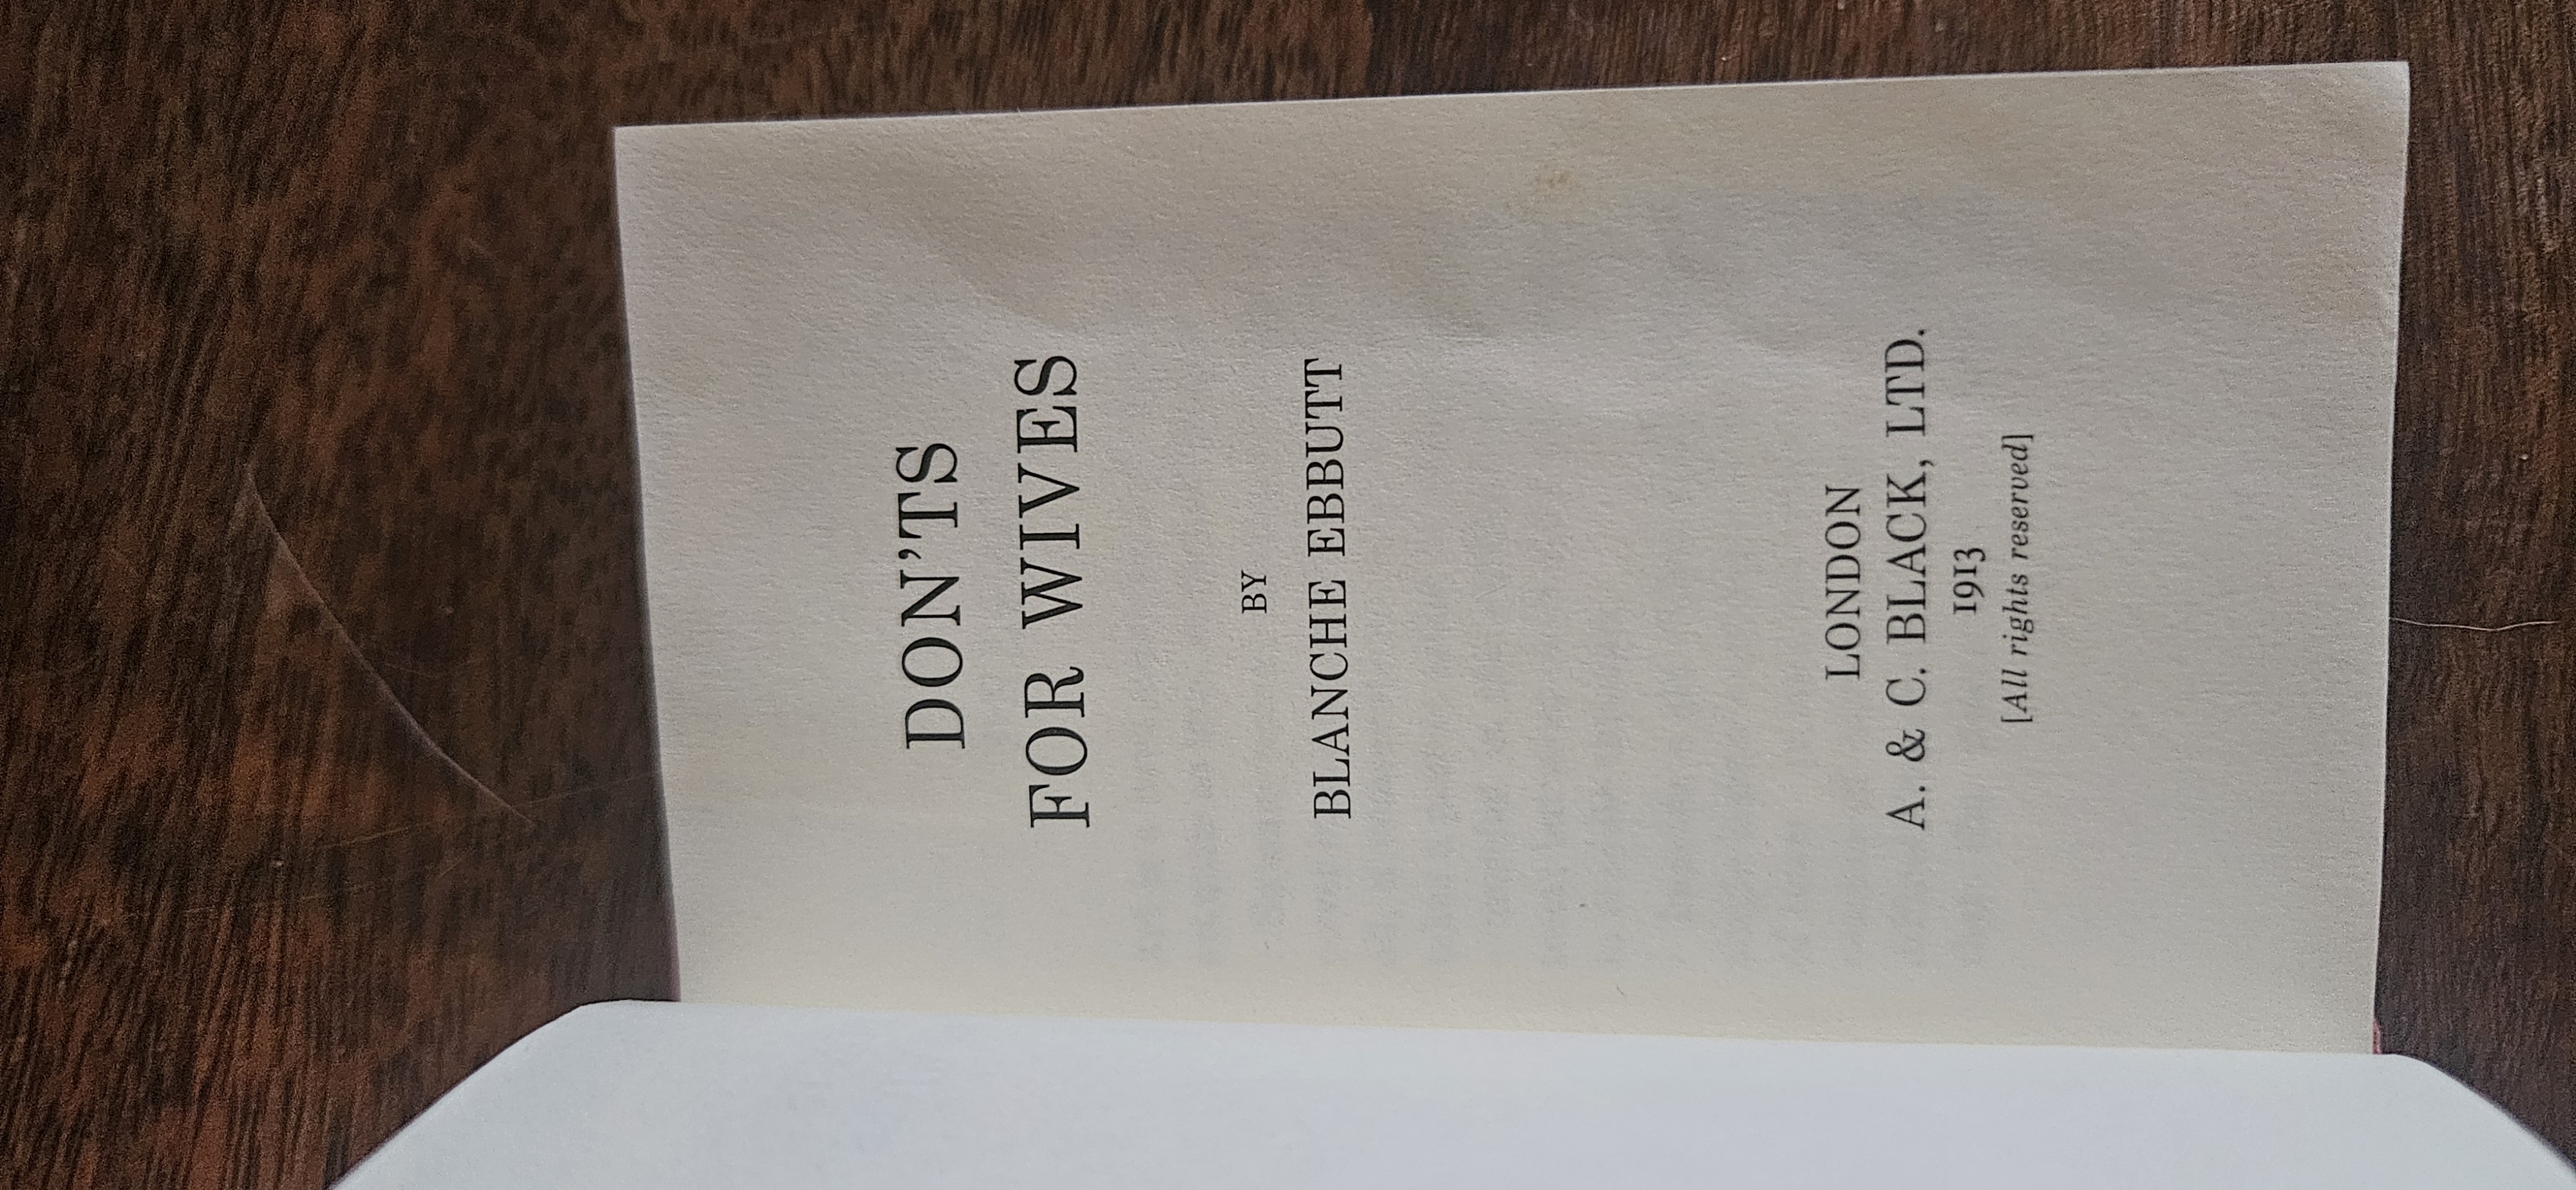 DON'TS
FOR WIVES
BY
BLANCHE EBBUTT
LONDON
A. & C. BLACK, LTD.
1913
[All rights reserved]